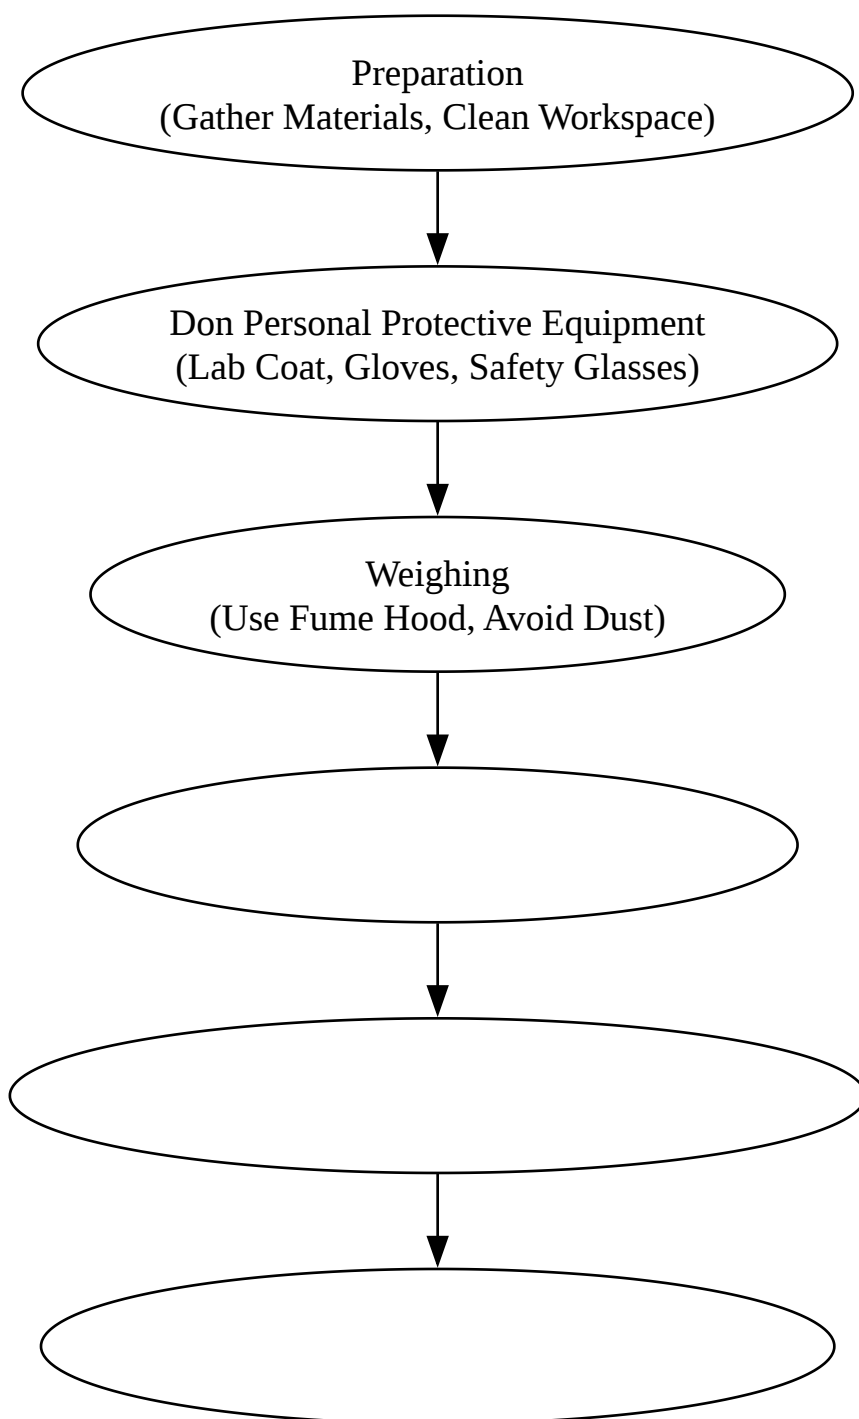 Preparation
(Gather Materials, Clean Workspace)
Don Personal Protective Equipment
(Lab Coat, Gloves, Safety Glasses)
Weighing
(Use Fume Hood, Avoid Dust)